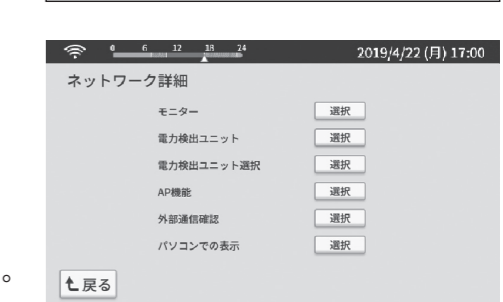 0 6 12 18 24 2019/4/22 (月) 17:00
ネットワーク詳細
モニター 選択
電力検出ユニット 選択
電力検出ユニット選択 選択
AP機能 選択
外部通信確認 選択
パソコンでの表示 選択
。
戻る